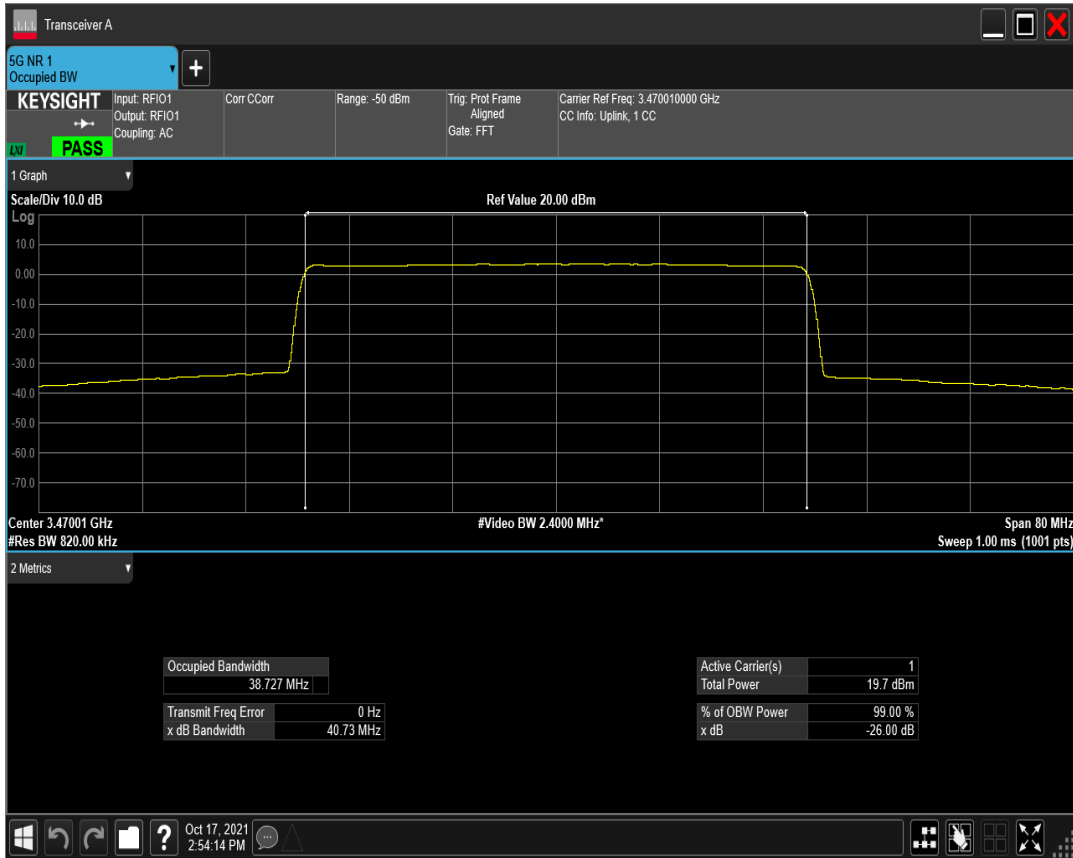 Transceiver A
5G NR 1
Occupied BW
KEYSIGHT
LXI
PASS
Input: RFIO1
Output: RFIO1
Coupling: AC
Corr CCorr
Range: -50 dBm
Trig: Prot Frame
Aligned
Gate: FFT
Carrier Ref Freq: 3.470010000 GHz
CC Info: Uplink, 1 CC
1 Graph
Scale/Div 10.0 dB
Ref Value 20.00 dBm
Log
10.0
0.00
-10.0
-20.0
-30.0
-40.0
-50.0
-60.0
-70.0
Center 3.47001 GHz
#Video BW 2.4000 MHz*
Span 80 MHz
#Res BW 820.00 kHz
Sweep 1.00 ms (1001 pts)
2 Metrics
Occupied Bandwidth
38.727 MHz
Transmit Freq Error 0 Hz
x dB Bandwidth 40.73 MHz
Active Carrier(s) 1
Total Power 19.7 dBm
% of OBW Power 99.00 %
x dB -26.00 dB
Oct 17, 2021
2:54:14 PM